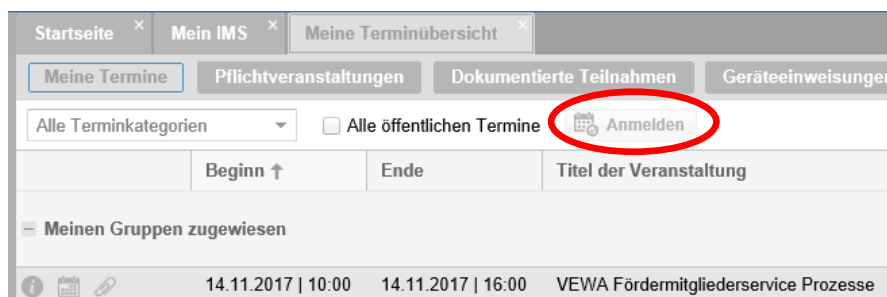 Startseite × Mein IMS × Meine Terminübersicht ×
Meine Termine Pflichtveranstaltungen Dokumentierte Teilnahmen Geräteeinweisungen
Alle Terminkategorien Alle öffentlichen Termine Anmelden
Beginn ↑ Ende Titel der Veranstaltung
Meinen Gruppen zugewiesen
14.11.2017 | 10:00 14.11.2017 | 16:00 VEWA Fördermitgliederservice Prozesse